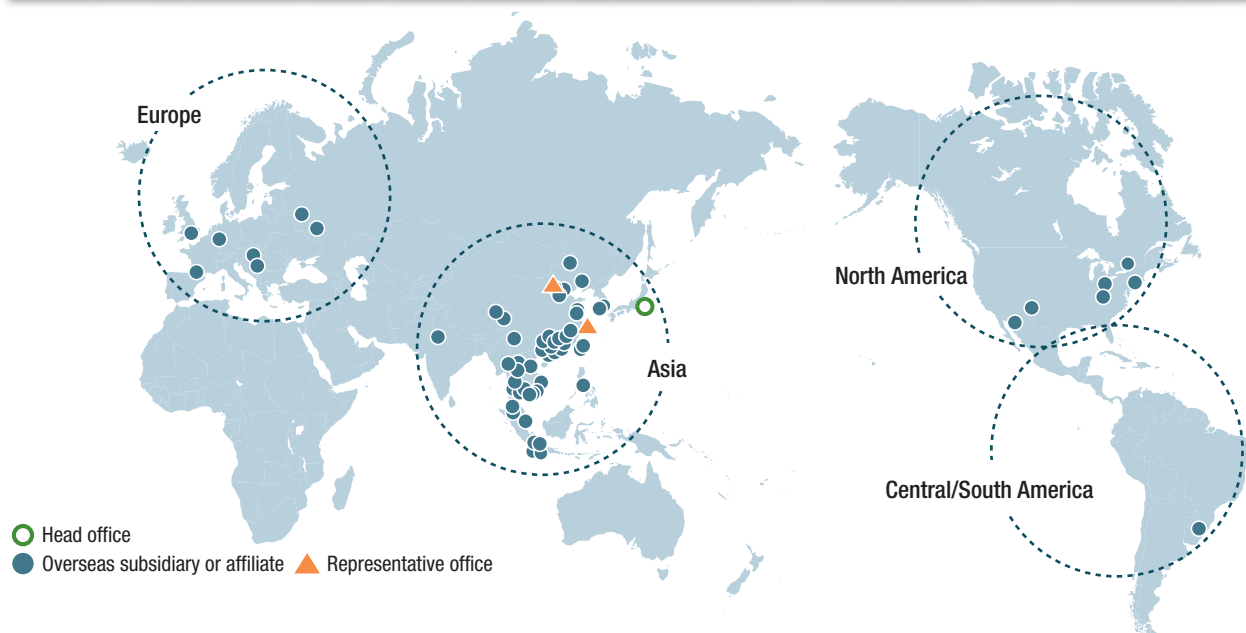 Europe
North America
Asia
Central/South America
Head office
Overseas subsidiary or affiliate
Representative office